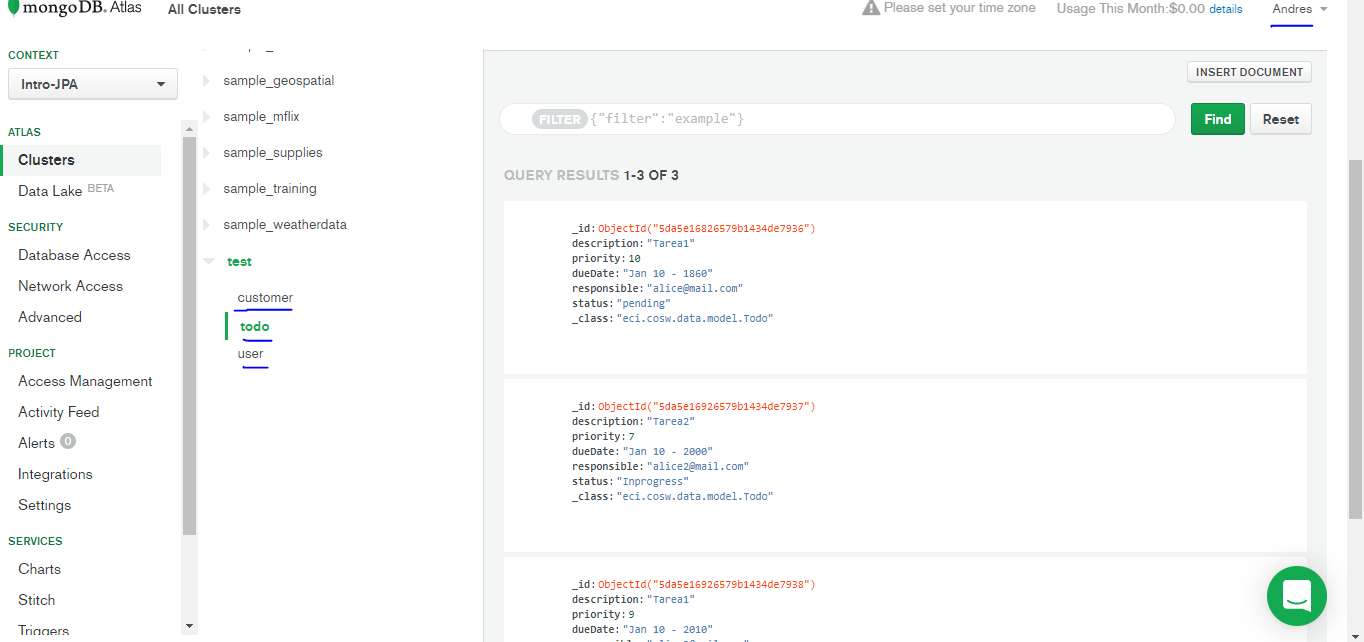 mongoDB. Atlas
All Clusters
Please set your time zone
Usage This Month:$0.00 details
Andres
CONTEXT
Intro-JPA
ATLAS
Clusters
Data Lake BETA
SECURITY
Database Access
Network Access
Advanced
PROJECT
Access Management
Activity Feed
Alerts 0
Integrations
Settings
SERVICES
Charts
Stitch
Triggers
sample_geospatial
sample_mflix
sample_supplies
sample_training
sample_weatherdata
test
customer
todo
user
INSERT DOCUMENT
FILTER {"filter":"example"}
Find
Reset
QUERY RESULTS 1-3 OF 3
_id: ObjectId("5da5e16826579b1434de7936")
description: "Tarea1"
priority: 10
dueDate: "Jan 10 - 1860"
responsible: "alice@mail.com"
status: "pending"
_class: "eci.cosw.data.model.Todo"
_id: ObjectId("5da5e16926579b1434de7937")
description: "Tarea2"
priority: 7
dueDate: "Jan 10 - 2000"
responsible: "alice2@mail.com"
status: "Inprogress"
_class: "eci.cosw.data.model.Todo"
_id: ObjectId("5da5e16926579b1434de7938")
description: "Tarea1"
priority: 9
dueDate: "Jan 10 - 2010"